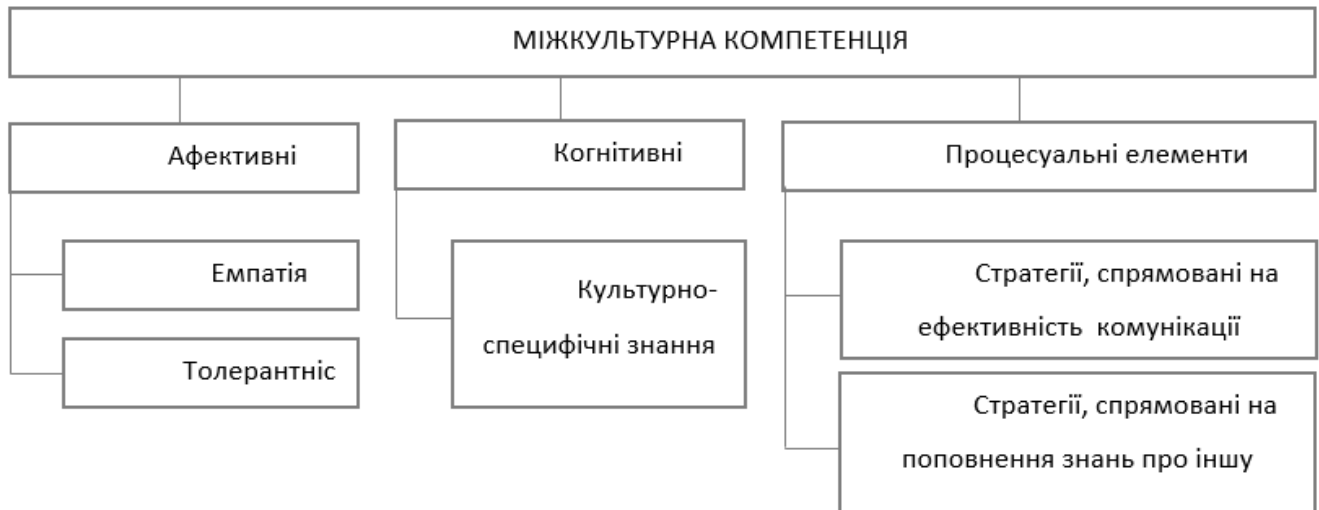 МІЖКУЛЬТУРНА КОМПЕТЕНЦІЯ
Афективні
Когнітивні
Процесуальні елементи
Емпатія
Толерантніс
Культурно-
специфічні знання
Стратегії, спрямовані на
ефективність комунікації
Стратегії, спрямовані на
поповнення знань про іншу